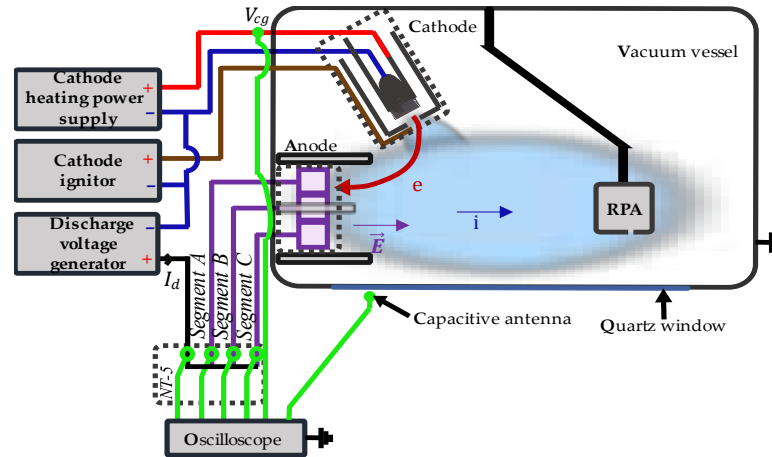 V_cg
Cathode
Vacuum vessel
Cathode
heating power
supply
+
−
Cathode
ignitor
+
−
Discharge
voltage
generator
−
+
I_d
Segment A
Segment B
Segment C
Anode
e
E
i
RPA
NT-5
Capacitive antenna
Quartz window
Oscilloscope